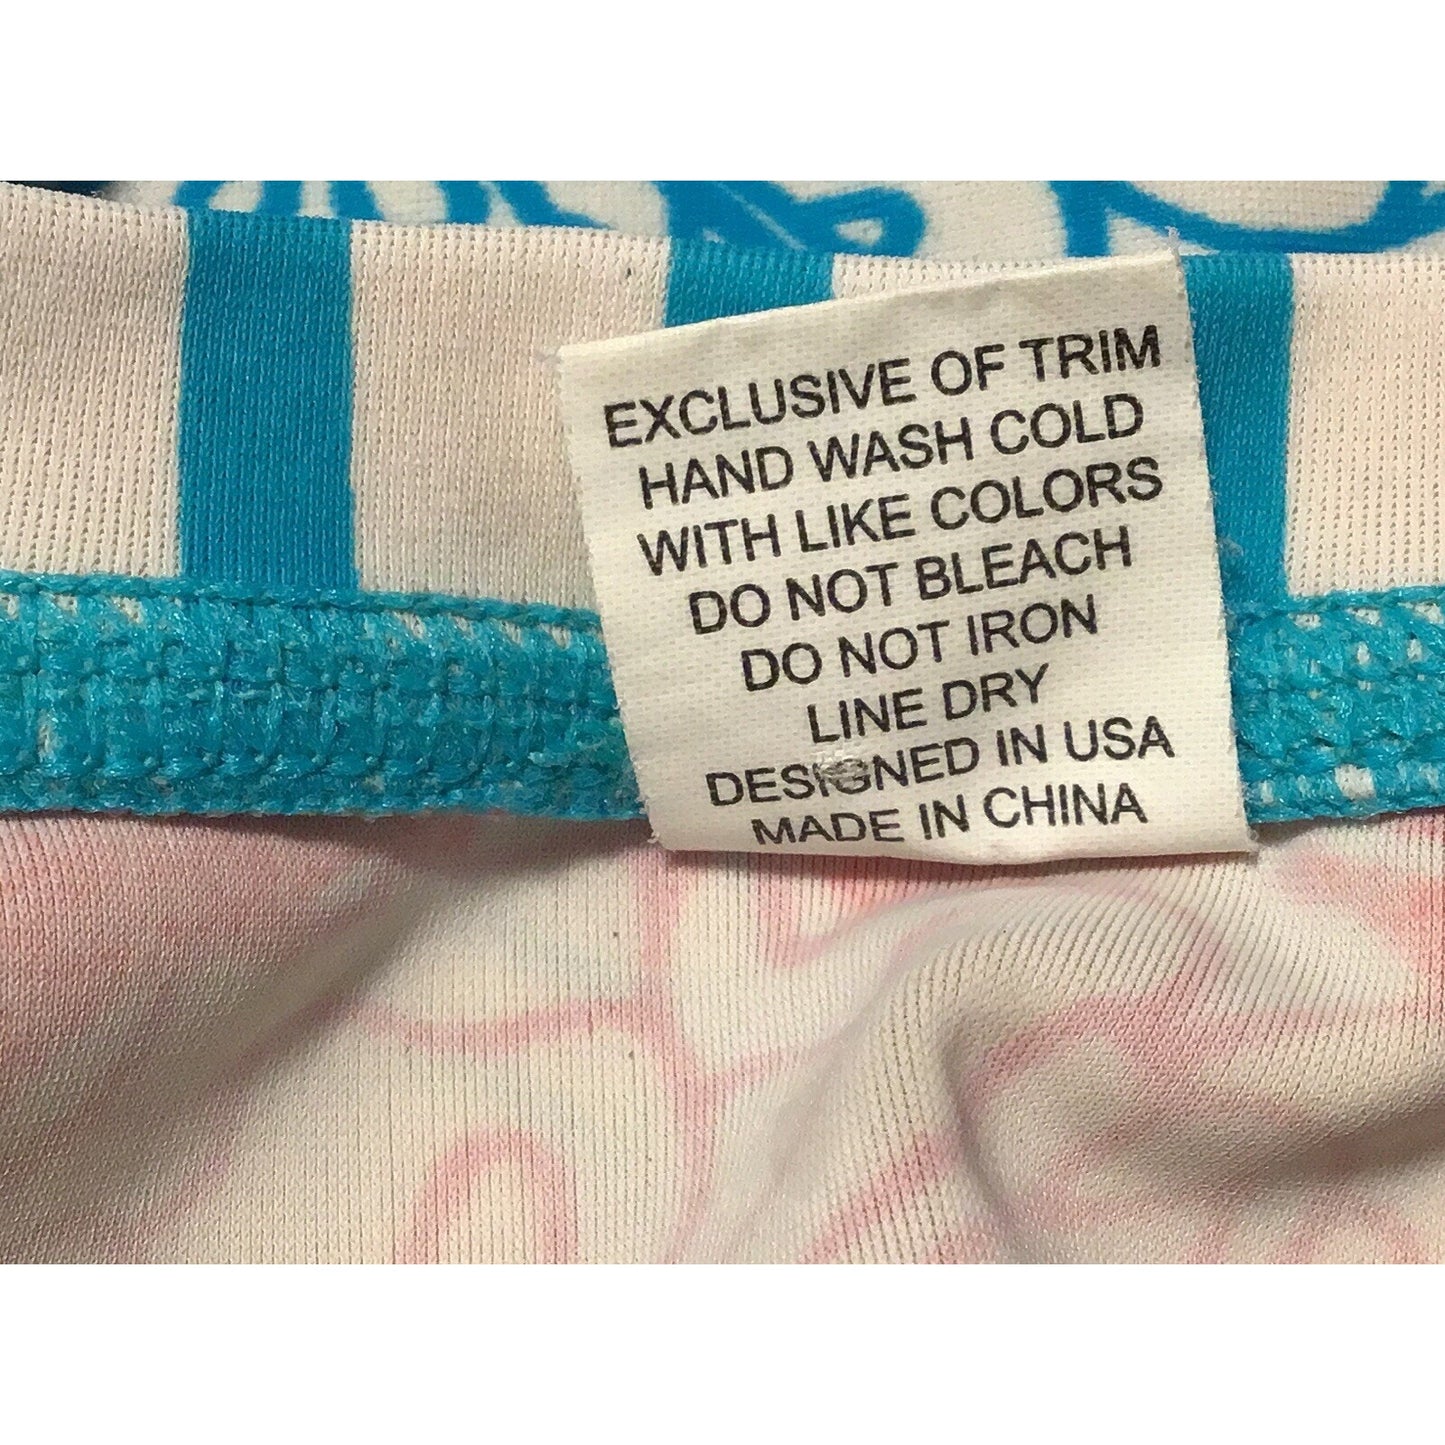 EXCLUSIVE OF TRIM
HAND WASH COLD
WITH LIKE COLORS
DO NOT BLEACH
DO NOT IRON
LINE DRY
DESIGNED IN USA
MADE IN CHINA